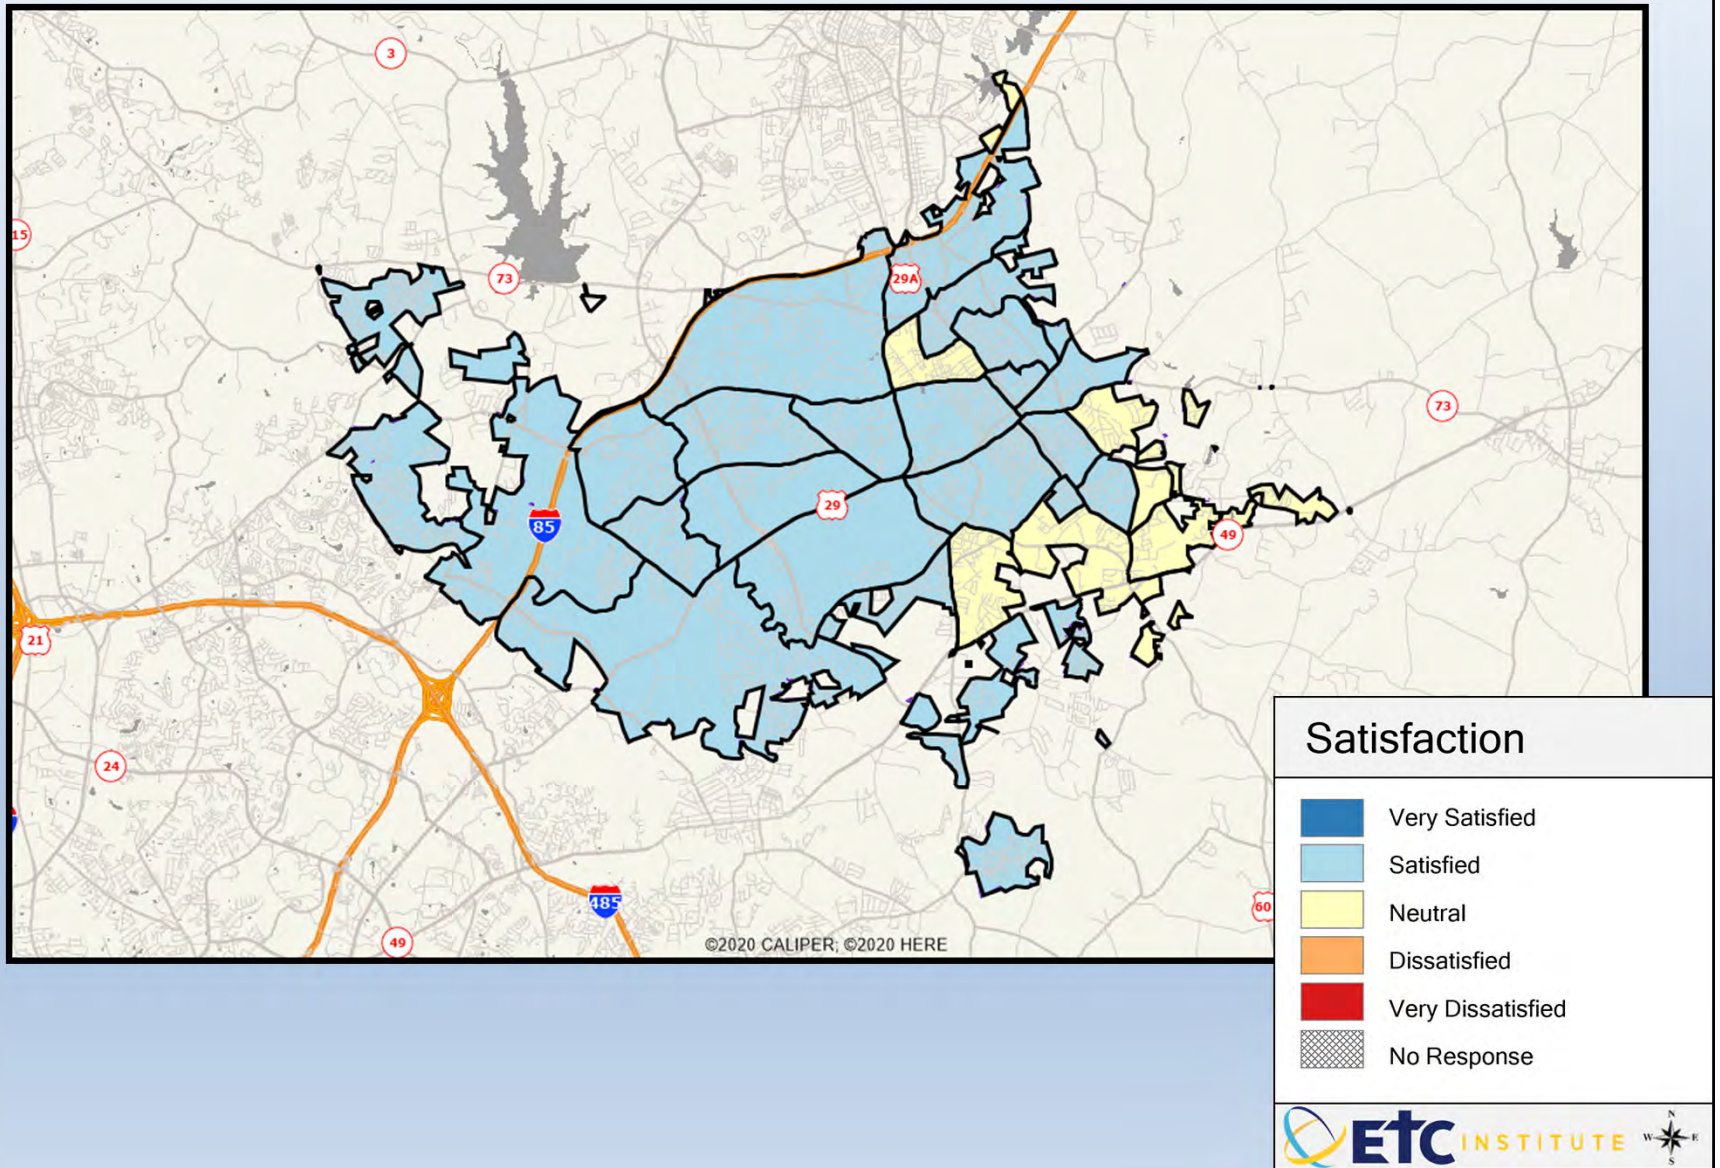 3
15
73
29A
73
29
85
49
21
24
485
60
49
©2020 CALIPER; ©2020 HERE
Satisfaction
Very Satisfied
Satisfied
Neutral
Dissatisfied
Very Dissatisfied
No Response
ETC INSTITUTE
N
W E
S